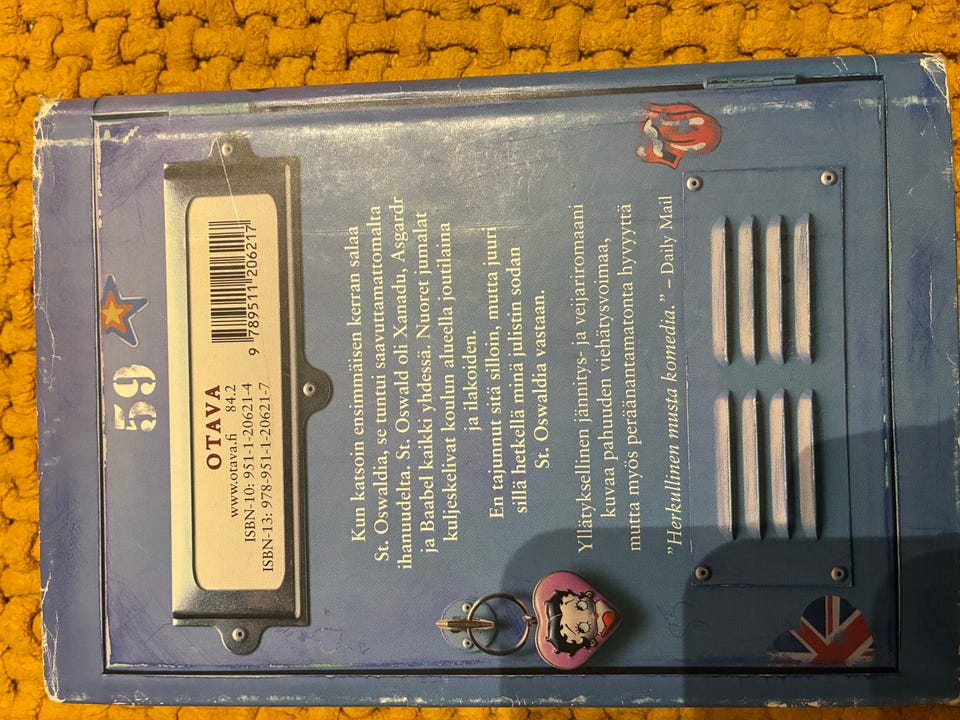 "Herkullinen musta komedia." – Daily Mail
Yllätyksellinen jännitys- ja veijariromaani
kuvaa pahuuden viehätysvoimaa,
mutta myös peräänantamatonta hyvyyttä
En tajunnut sitä silloin, mutta juuri
sillä hetkellä minä julistin sodan
St. Oswaldia vastaan.
Kun katsoin ensimmäisen kerran salaa
St. Oswaldia, se tuntui saavuttamattomalta
ihanuudelta. St. Oswald oli Xanadu, Asgardr
ja Baabel kaikki yhdessä. Nuoret jumalat
kuljeskelivat koulun alueella joutilaina
ja ilakoiden.
59
OTAVA
www.otava.fi 84.2
ISBN-10: 951-1-20621-4
ISBN-13: 978-951-1-20621-7
9 789511 206217